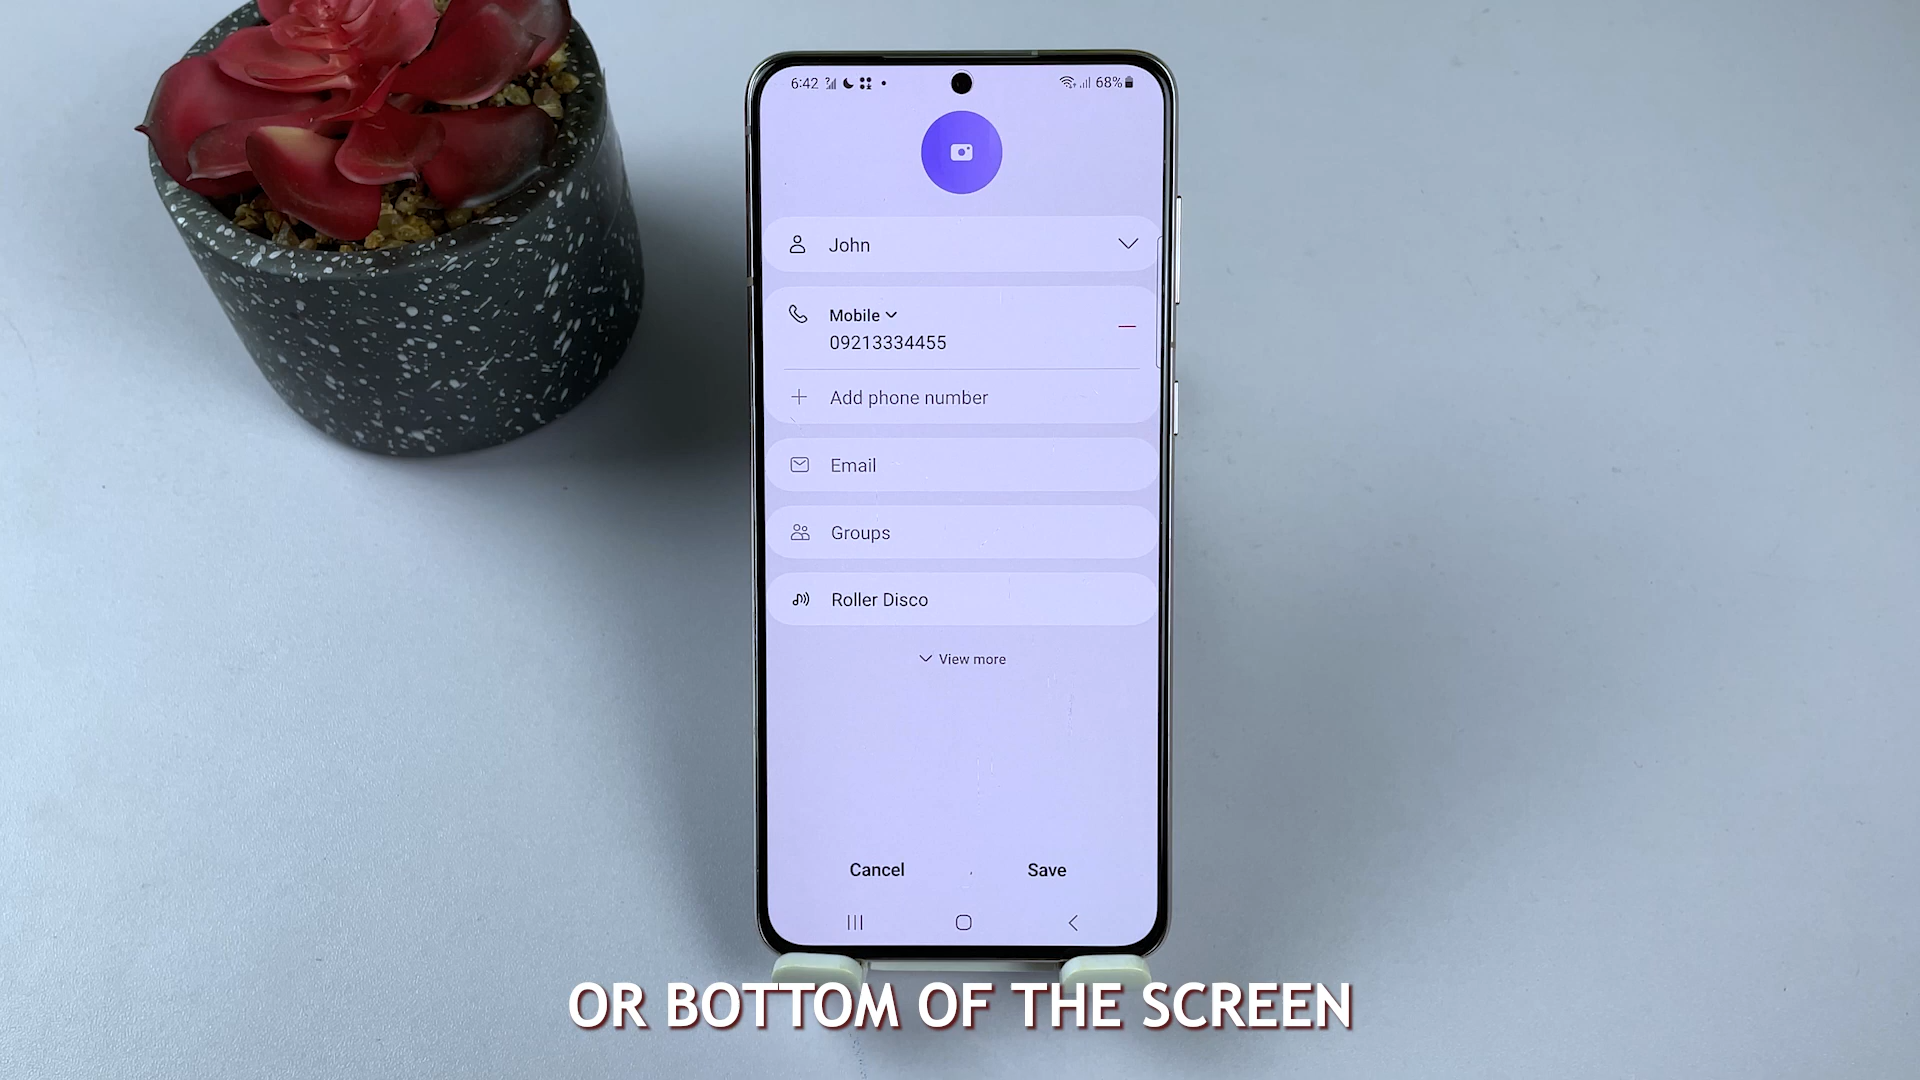 6:42
68%
John
Mobile
09213334455
Add phone number
Email
Groups
Roller Disco
View more
Cancel Save
OR BOTTOM OF THE SCREEN